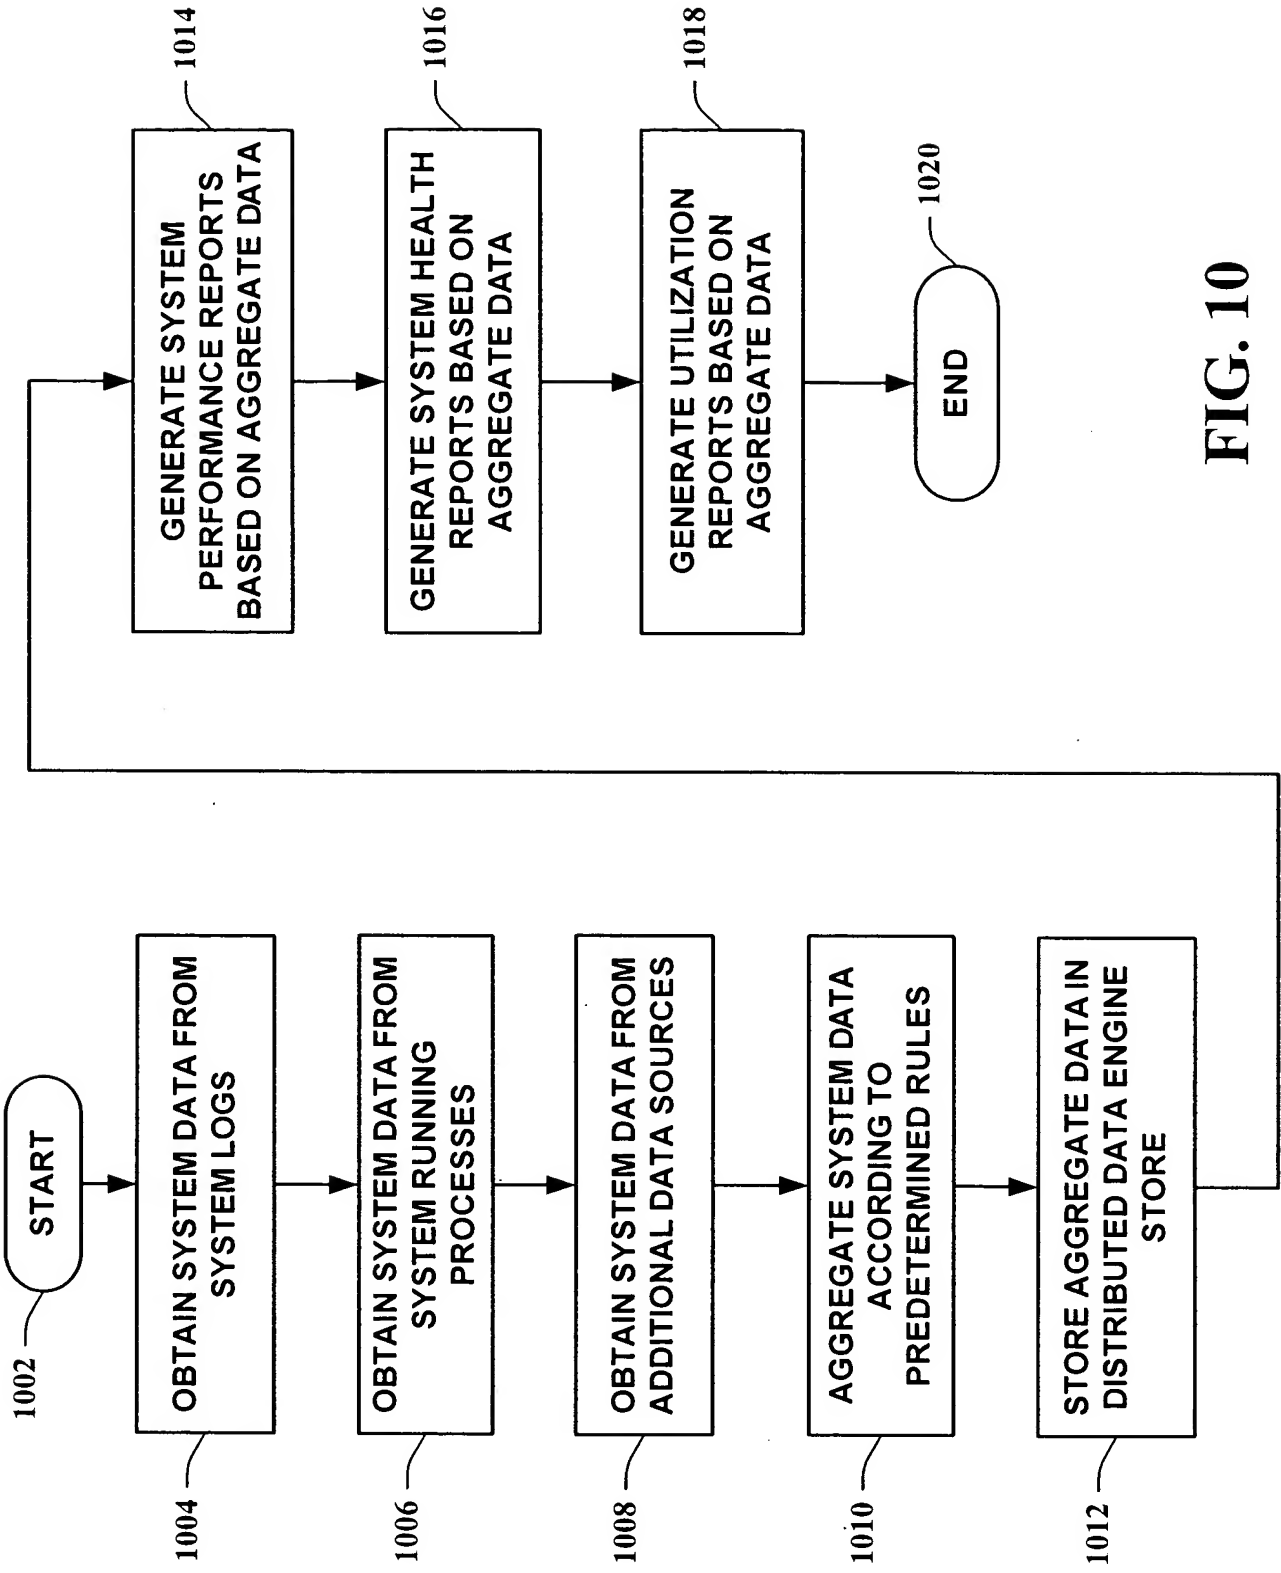 1002
START
1004
OBTAIN SYSTEM DATA FROM
SYSTEM LOGS
1006
OBTAIN SYSTEM DATA FROM
SYSTEM RUNNING
PROCESSES
1008
OBTAIN SYSTEM DATA FROM
ADDITIONAL DATA SOURCES
1010
AGGREGATE SYSTEM DATA
ACCORDING TO
PREDETERMINED RULES
1012
STORE AGGREGATE DATA IN
DISTRIBUTED DATA ENGINE
STORE
1014
GENERATE SYSTEM
PERFORMANCE REPORTS
BASED ON AGGREGATE DATA
1016
GENERATE SYSTEM HEALTH
REPORTS BASED ON
AGGREGATE DATA
1018
GENERATE UTILIZATION
REPORTS BASED ON
AGGREGATE DATA
1020
END
FIG. 10